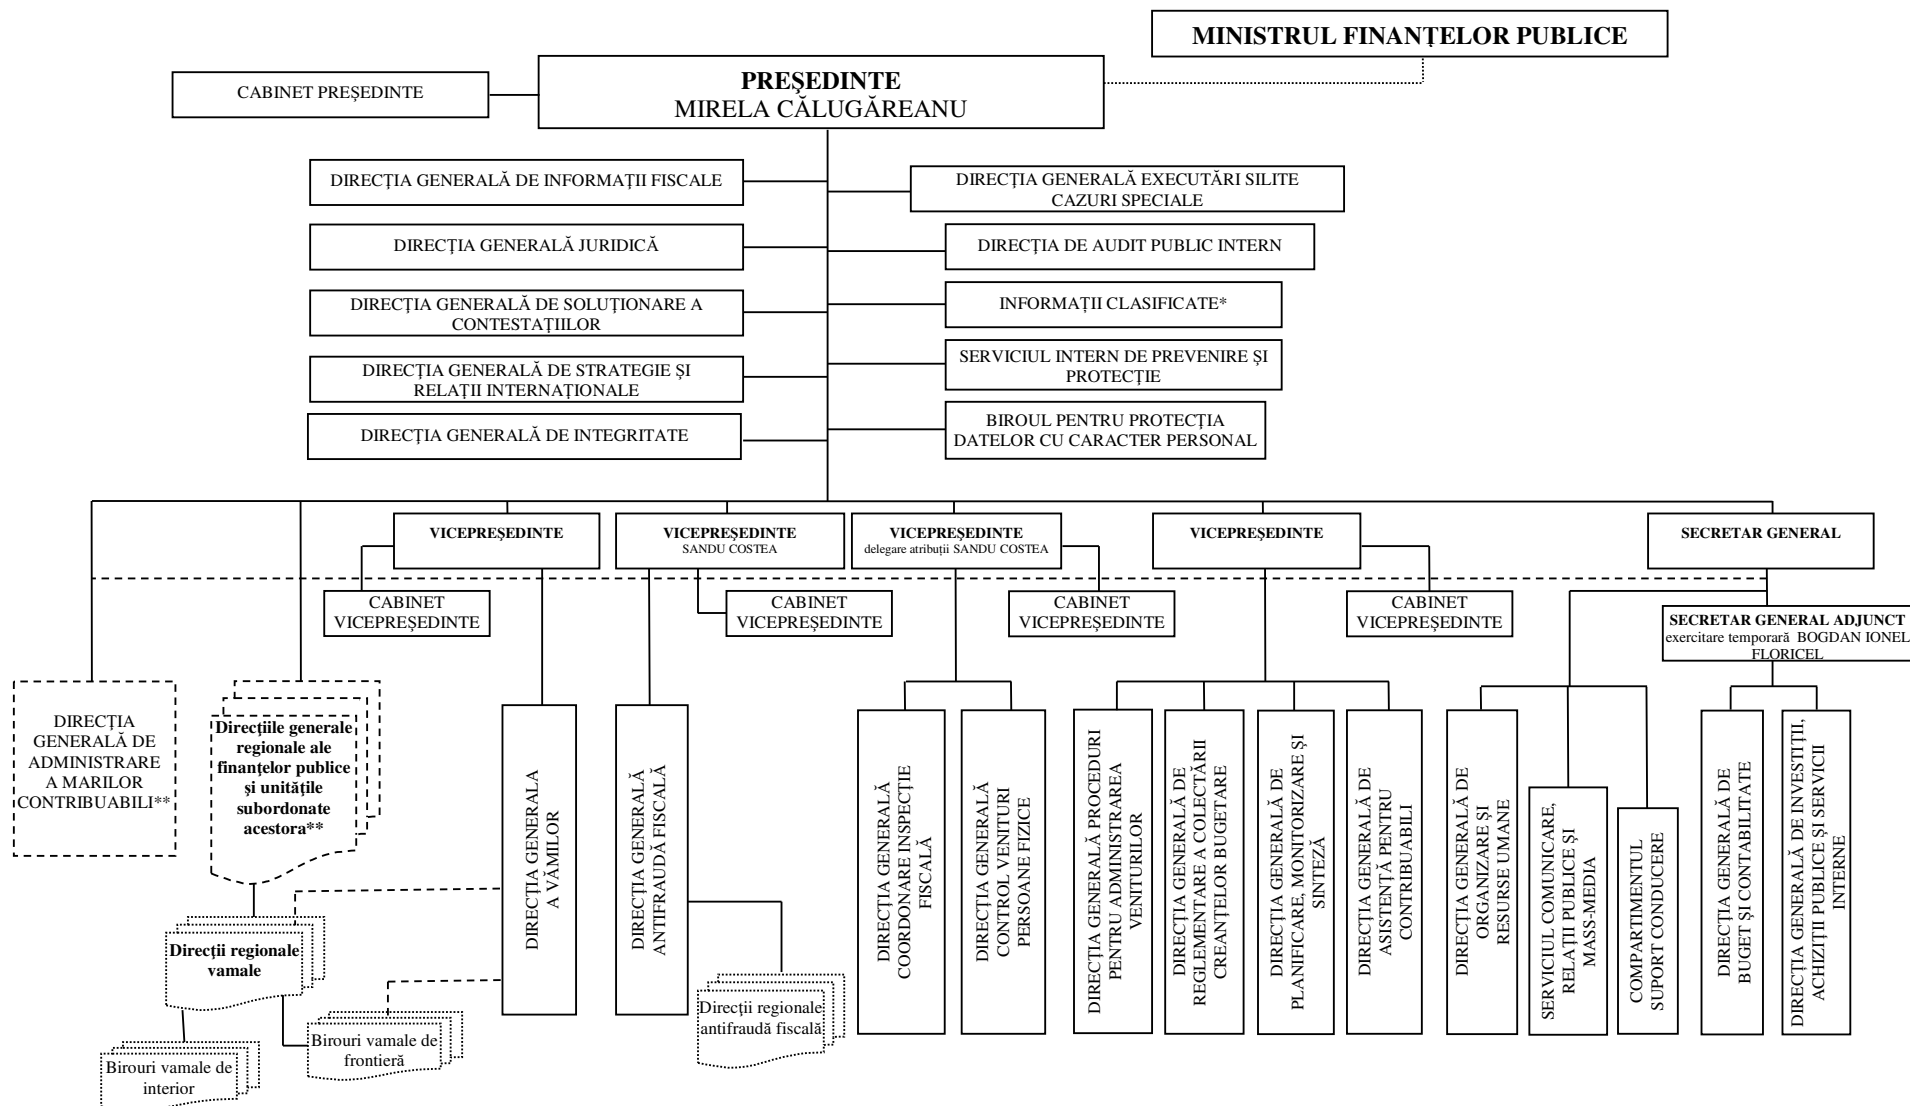 MINISTRUL FINANȚELOR PUBLICE
CABINET PREȘEDINTE
PREȘEDINTE
MIRELA CĂLUGĂREANU
DIRECȚIA GENERALĂ DE INFORMAȚII FISCALE
DIRECȚIA GENERALĂ EXECUTĂRI SILITE
CAZURI SPECIALE
DIRECȚIA GENERALĂ JURIDICĂ
DIRECȚIA DE AUDIT PUBLIC INTERN
DIRECȚIA GENERALĂ DE SOLUȚIONARE A
CONTESTAȚIILOR
INFORMAȚII CLASIFICATE*
DIRECȚIA GENERALĂ DE STRATEGIE ȘI
RELAȚII INTERNAȚIONALE
SERVICIUL INTERN DE PREVENIRE ȘI
PROTECȚIE
DIRECȚIA GENERALĂ DE INTEGRITATE
BIROUL PENTRU PROTECȚIA
DATELOR CU CARACTER PERSONAL
VICEPREȘEDINTE
VICEPREȘEDINTE
SANDU COSTEA
VICEPREȘEDINTE
delegare atribuții SANDU COSTEA
VICEPREȘEDINTE
SECRETAR GENERAL
CABINET
VICEPREȘEDINTE
CABINET
VICEPREȘEDINTE
CABINET
VICEPREȘEDINTE
CABINET
VICEPREȘEDINTE
SECRETAR GENERAL ADJUNCT
exercitare temporară BOGDAN IONEL
FLORICEL
DIRECȚIA
GENERALĂ DE
ADMINISTRARE
A MARILOR
CONTRIBUABILI**
Direcțiile generale
regionale ale
finanțelor publice
și unitățile
subordonate
acestora**
DIRECȚIA GENERALA
A VĂMILOR
DIRECȚIA GENERALĂ
ANTIFRAUDĂ FISCALĂ
DIRECȚIA GENERALĂ
COORDONARE INSPECȚIE
FISCALĂ
DIRECȚIA GENERALĂ
CONTROL VENITURI
PERSOANE FIZICE
DIRECȚIA GENERALĂ PROCEDURI
PENTRU ADMINISTRAREA
VENITURILOR
DIRECȚIA GENERALĂ DE
REGLEMENTARE A COLECTĂRII
CREANȚELOR BUGETARE
DIRECȚIA GENERALĂ DE
PLANIFICARE, MONITORIZARE ȘI
SINTEZĂ
DIRECȚIA GENERALĂ DE
ASISTENȚĂ PENTRU
CONTRIBUABILI
DIRECȚIA GENERALĂ DE
ORGANIZARE ȘI
RESURSE UMANE
SERVICIUL COMUNICARE,
RELAȚII PUBLICE ȘI
MASS-MEDIA
COMPARTIMENTUL
SUPORT CONDUCERE
DIRECȚIA GENERALĂ DE
BUGET ȘI CONTABILITATE
DIRECȚIA GENERALĂ DE INVESTIȚII,
ACHIZIȚII PUBLICE ȘI SERVICII
INTERNE
Direcții regionale
vamale
Direcții regionale
antifraudă fiscală
Birouri vamale de
frontieră
Birouri vamale de
interior